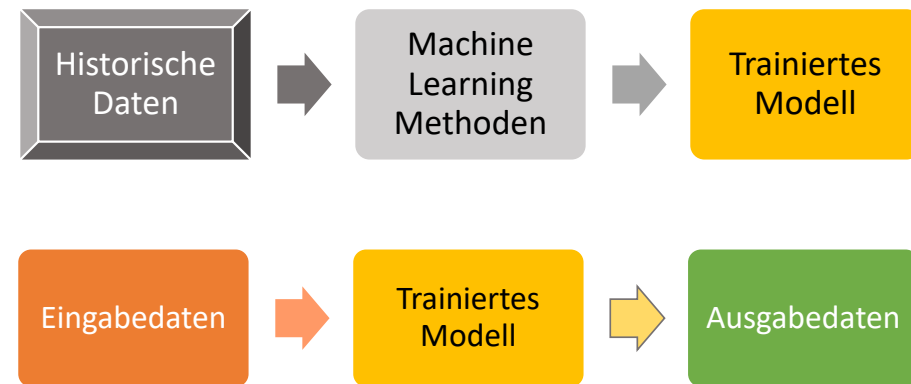 Historische
Daten
Machine
Learning
Methoden
Trainiertes
Modell
Eingabedaten
Trainiertes
Modell
Ausgabedaten